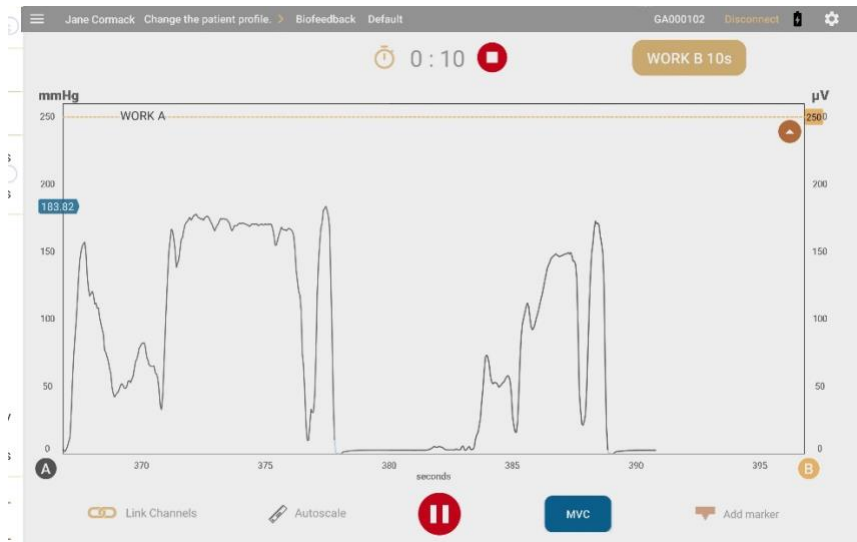 Jane Cormack Change the patient profile. > Biofeedback Default GA000102 Disconnect
0 : 10 WORK B 10s
mmHg µV
250 WORK A 250 0
200 200
183.82
150 150
100 100
50 50
0 0
A 370 375 380 385 390 395 B
seconds
Link Channels Autoscale MVC Add marker